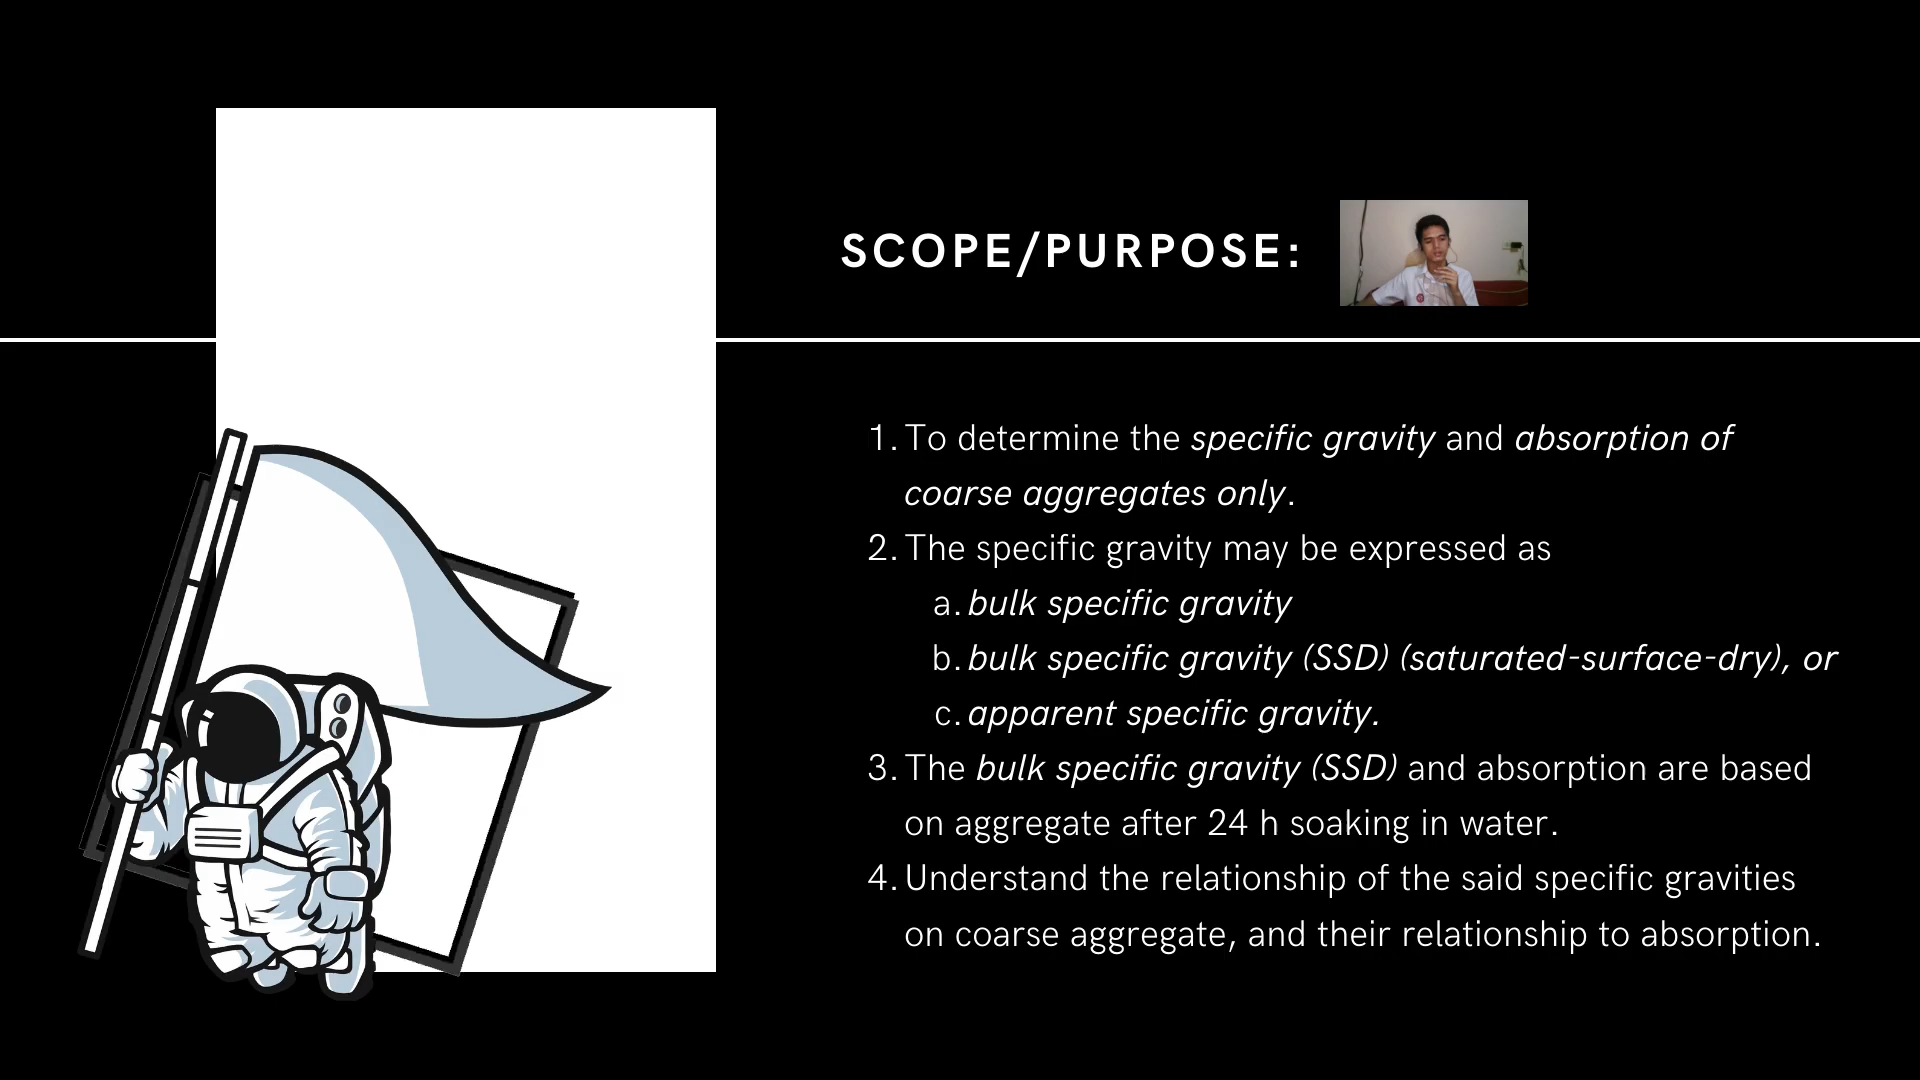 SCOPE/PURPOSE:
1. To determine the specific gravity and absorption of
coarse aggregates only.
2. The specific gravity may be expressed as
a. bulk specific gravity
b. bulk specific gravity (SSD) (saturated-surface-dry), or
c. apparent specific gravity.
3. The bulk specific gravity (SSD) and absorption are based
on aggregate after 24 h soaking in water.
4. Understand the relationship of the said specific gravities
on coarse aggregate, and their relationship to absorption.